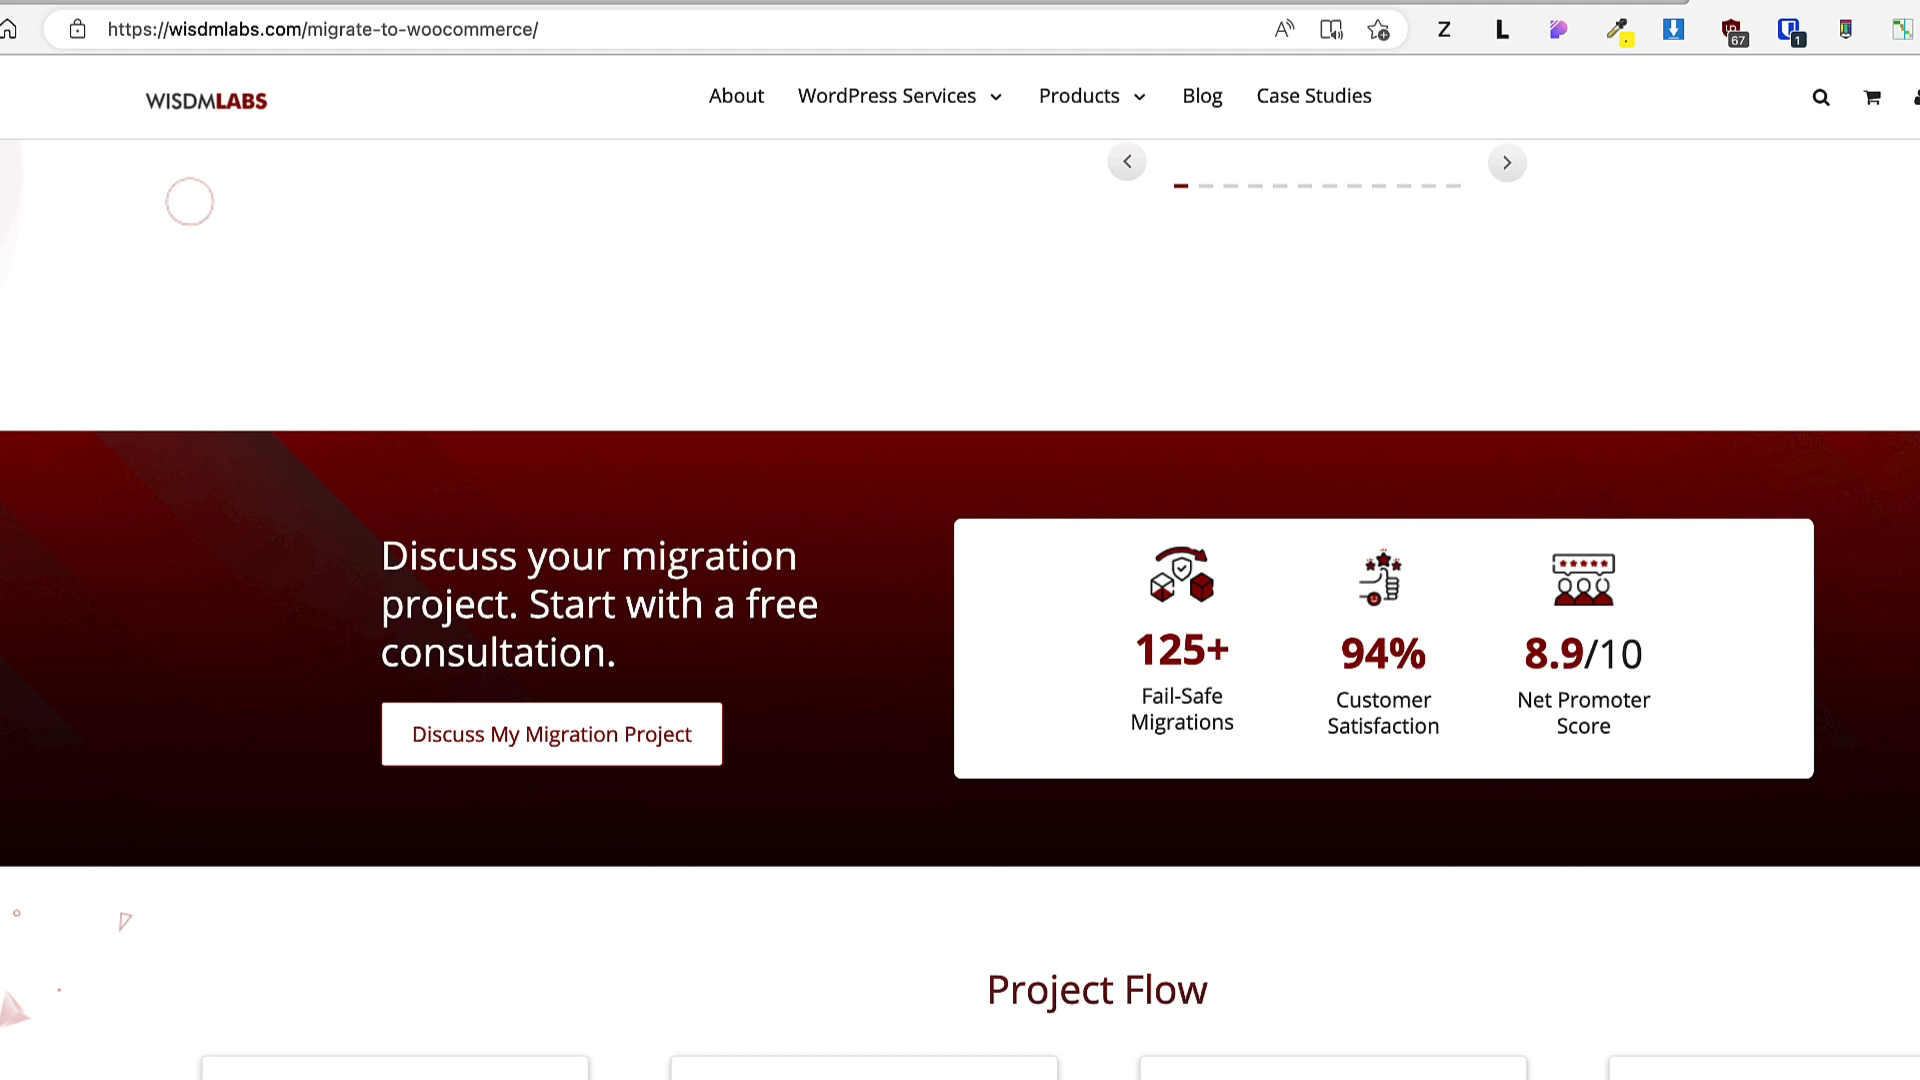 https://wisdmlabs.com/migrate-to-woocommerce/
Z
L
67
1
WISDMLABS
About
WordPress Services
Products
Blog
Case Studies
Discuss your migration
project. Start with a free
consultation.
Discuss My Migration Project
125+
Fail-Safe
Migrations
94%
Customer
Satisfaction
8.9/10
Net Promoter
Score
Project Flow